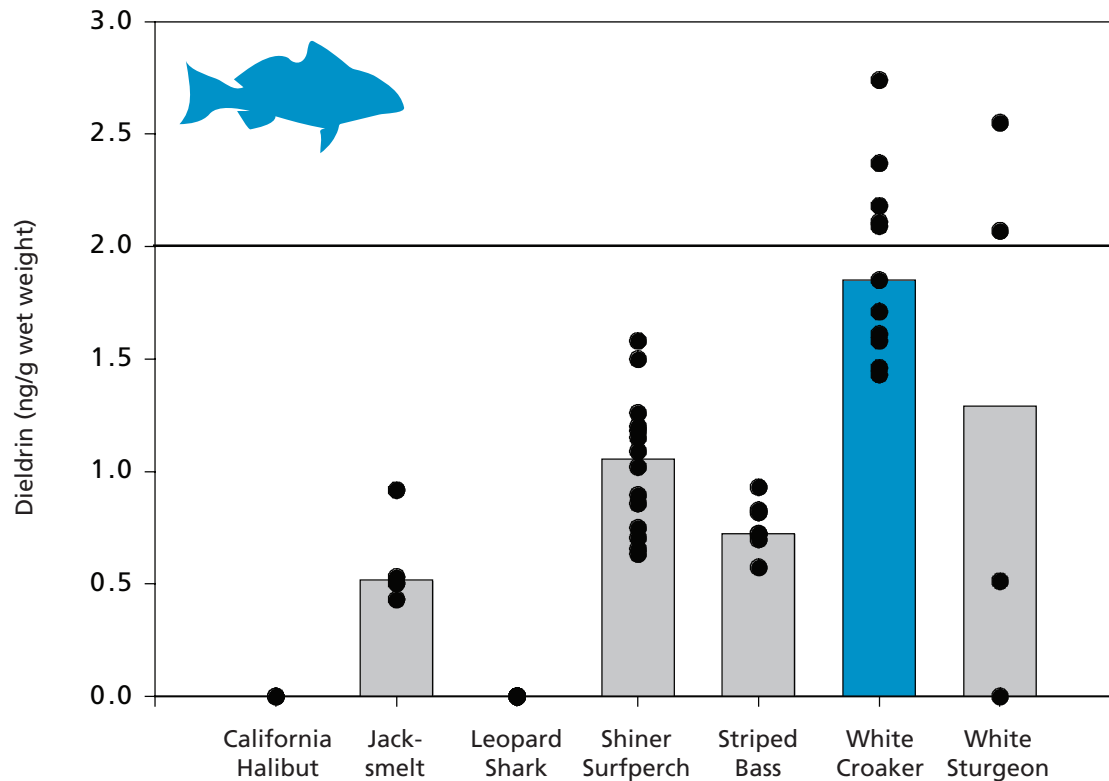 Dieldrin (ng/g wet weight)
3.0
2.5
2.0
1.5
1.0
0.5
0.0
California
Halibut
Jack-
smelt
Leopard
Shark
Shiner
Surfperch
Striped
Bass
White
Croaker
White
Sturgeon